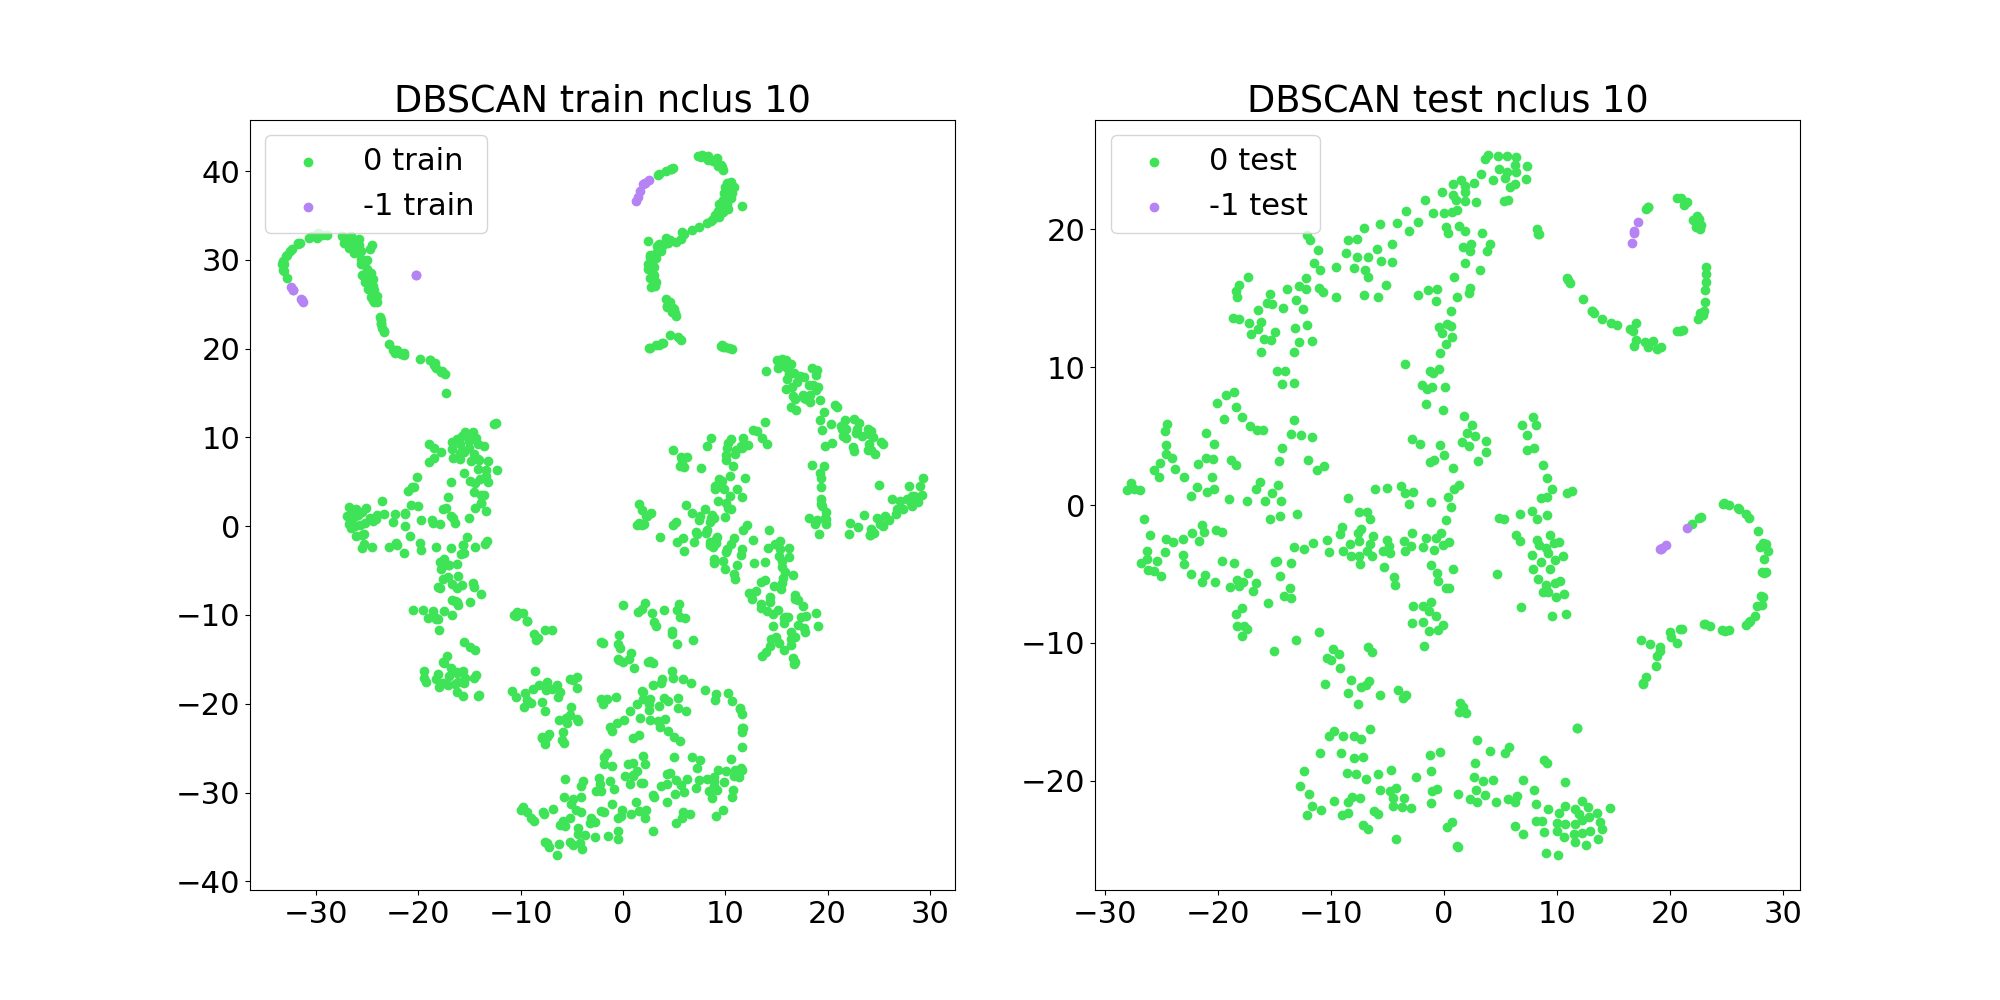 DBSCAN train nclus 10
0 train
-1 train
40
30
20
10
0
−10
−20
−30
−40
−30 −20 −10 0 10 20 30
DBSCAN test nclus 10
0 test
-1 test
20
10
0
−10
−20
−30 −20 −10 0 10 20 30